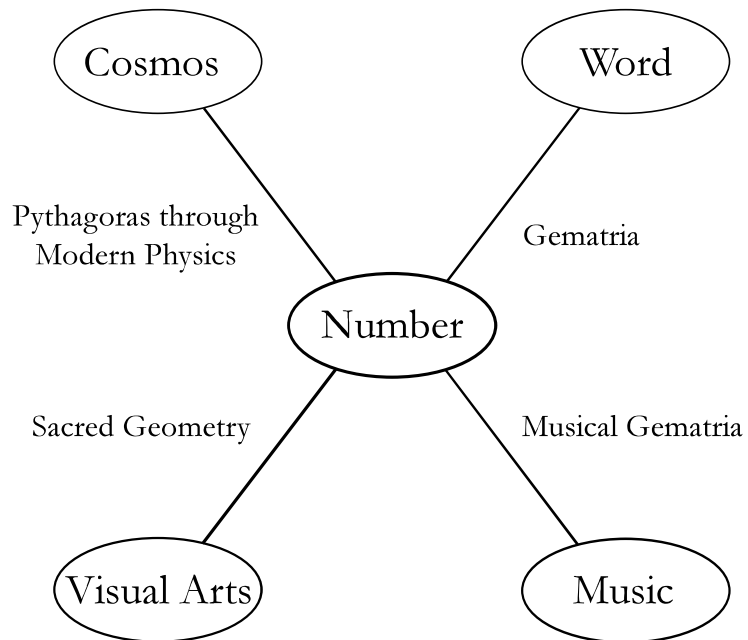 Cosmos
Word
Pythagoras through
Modern Physics
Gematria
Number
Sacred Geometry
Musical Gematria
Visual Arts
Music